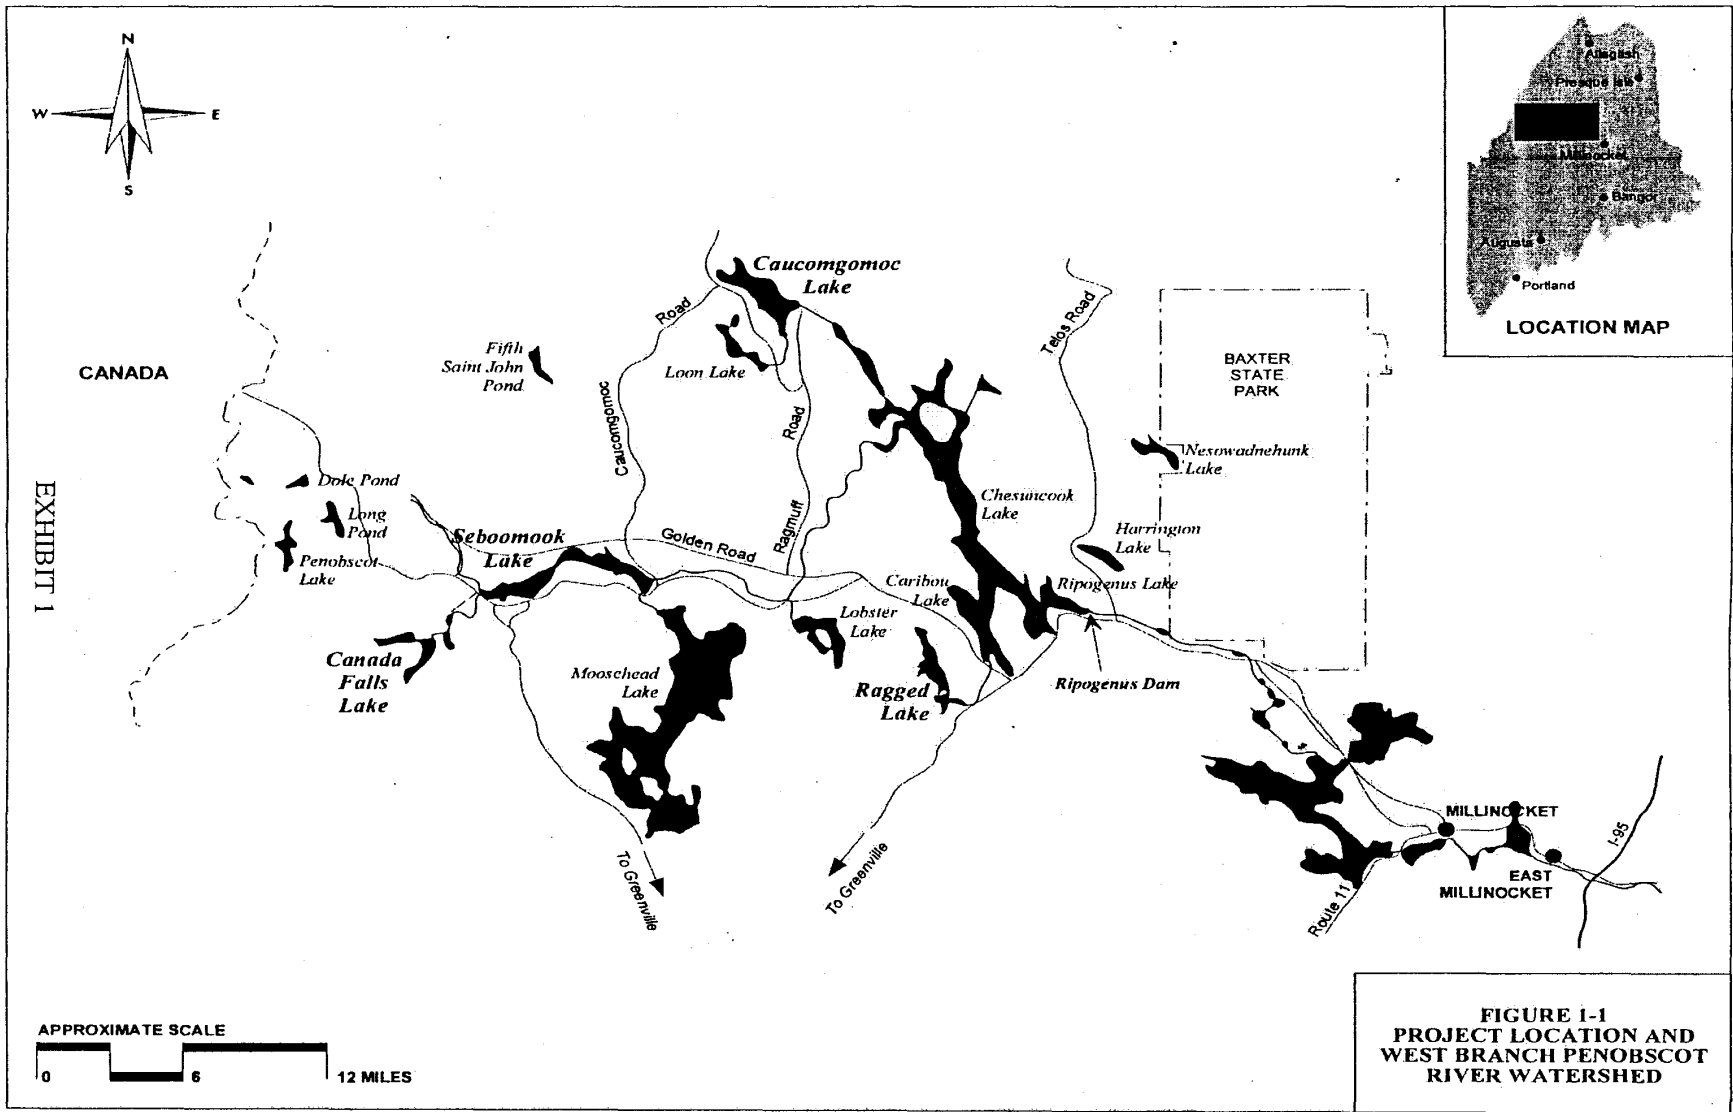 N
W
E
S
Allagash
Presque Isle
Millinocket
Bangor
Augusta
Portland
LOCATION MAP
CANADA
EXHIBIT 1
Caucomgomoc
Lake
Road
Caucomgomoc
Fifth
Saint John
Pond
Loon Lake
Road
Ragmuff
Telos Road
BAXTER
STATE
PARK
Nesowadnehunk
Lake
Dole Pond
Long
Pond
Penobscot
Lake
Seboomook
Lake
Golden Road
Chesuncook
Lake
Harrington
Lake
Ripogenus Lake
Caribou
Lake
Lobster
Lake
Canada
Falls
Lake
Moosehead
Lake
Ragged
Lake
Ripogenus Dam
MILLINOCKET
EAST
MILLINOCKET
I-95
Route 11
To Greenville
To Greenville
APPROXIMATE SCALE
0
6
12 MILES
FIGURE 1-1
PROJECT LOCATION AND
WEST BRANCH PENOBSCOT
RIVER WATERSHED